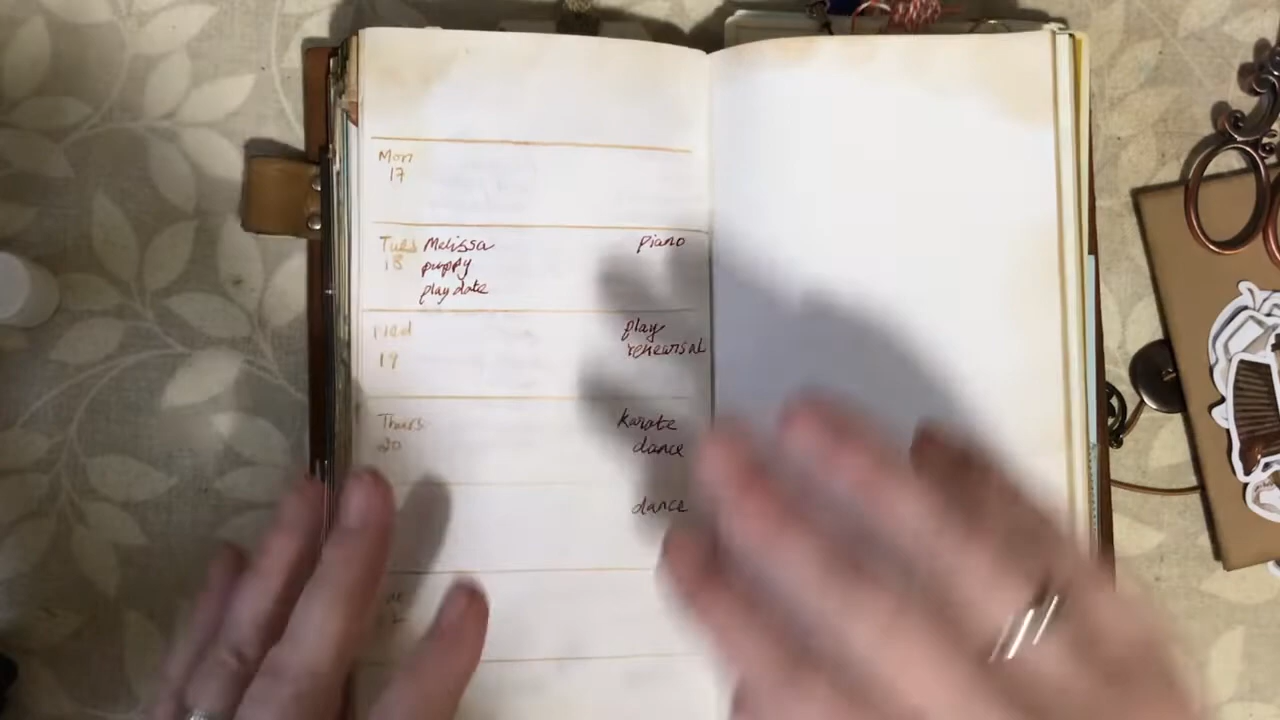 Mon
17
Tues Melissa piano
18 puppy
play date
Wed play
19 rehearsal
Thurs karate
20 dance
dance